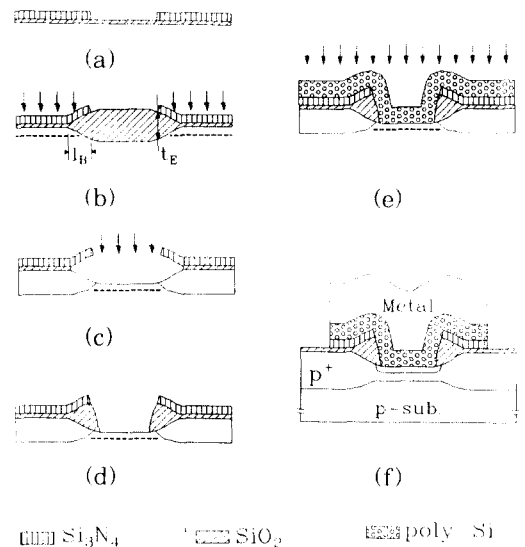 (a)
l_B t_E
(b)
(c)
(d)
(e)
Metal
p⁺
p-sub.
(f)
Si₃N₄ SiO₂ poly Si